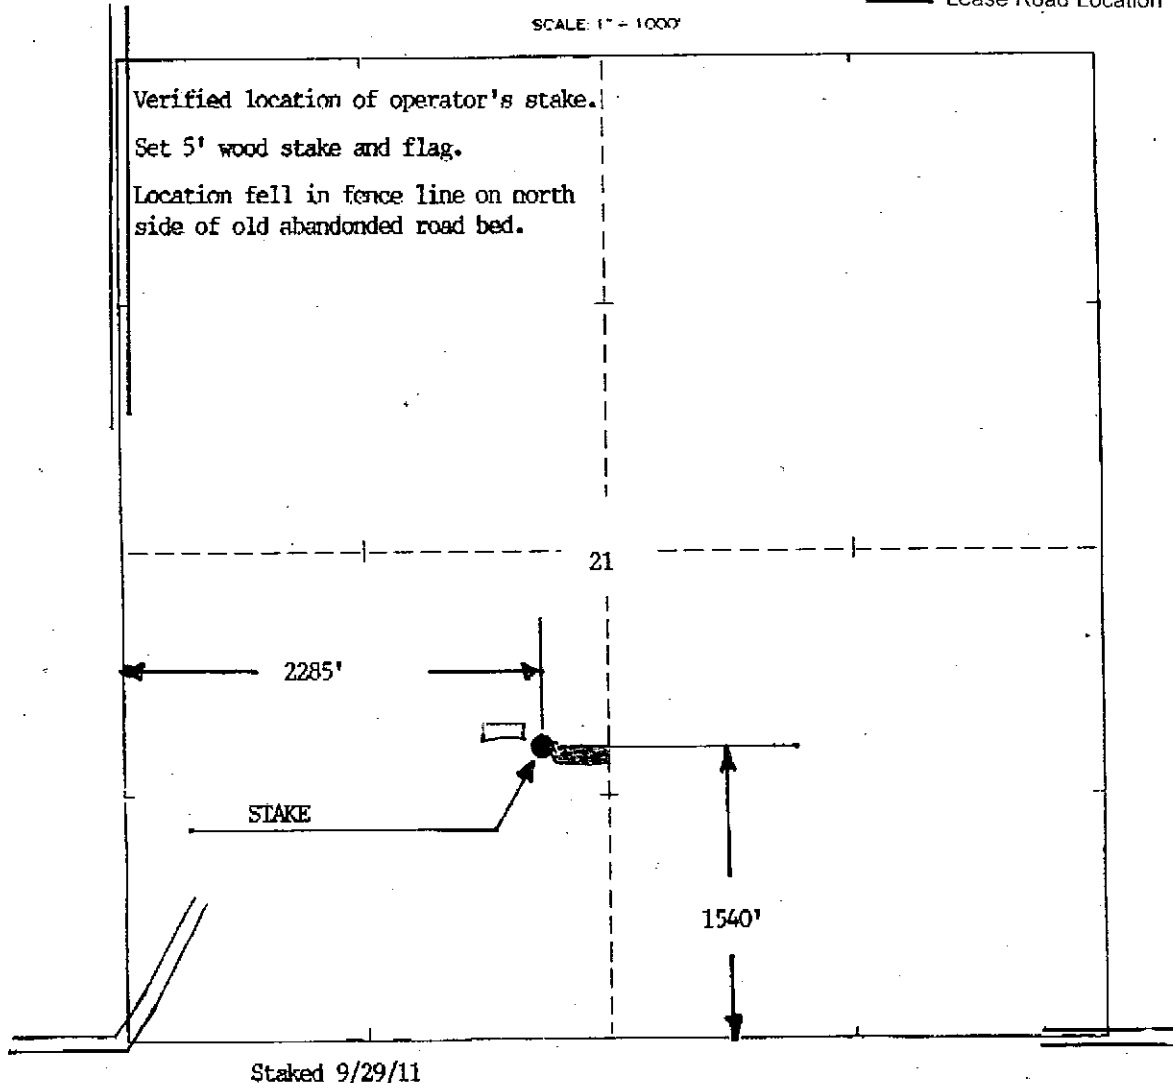 Lease Road Location
SCALE: 1" = 1000'
Verified location of operator's stake.
Set 5' wood stake and flag.
Location fell in fence line on north
side of old abandonded road bed.
21
2285'
STAKE
1540'
Staked 9/29/11